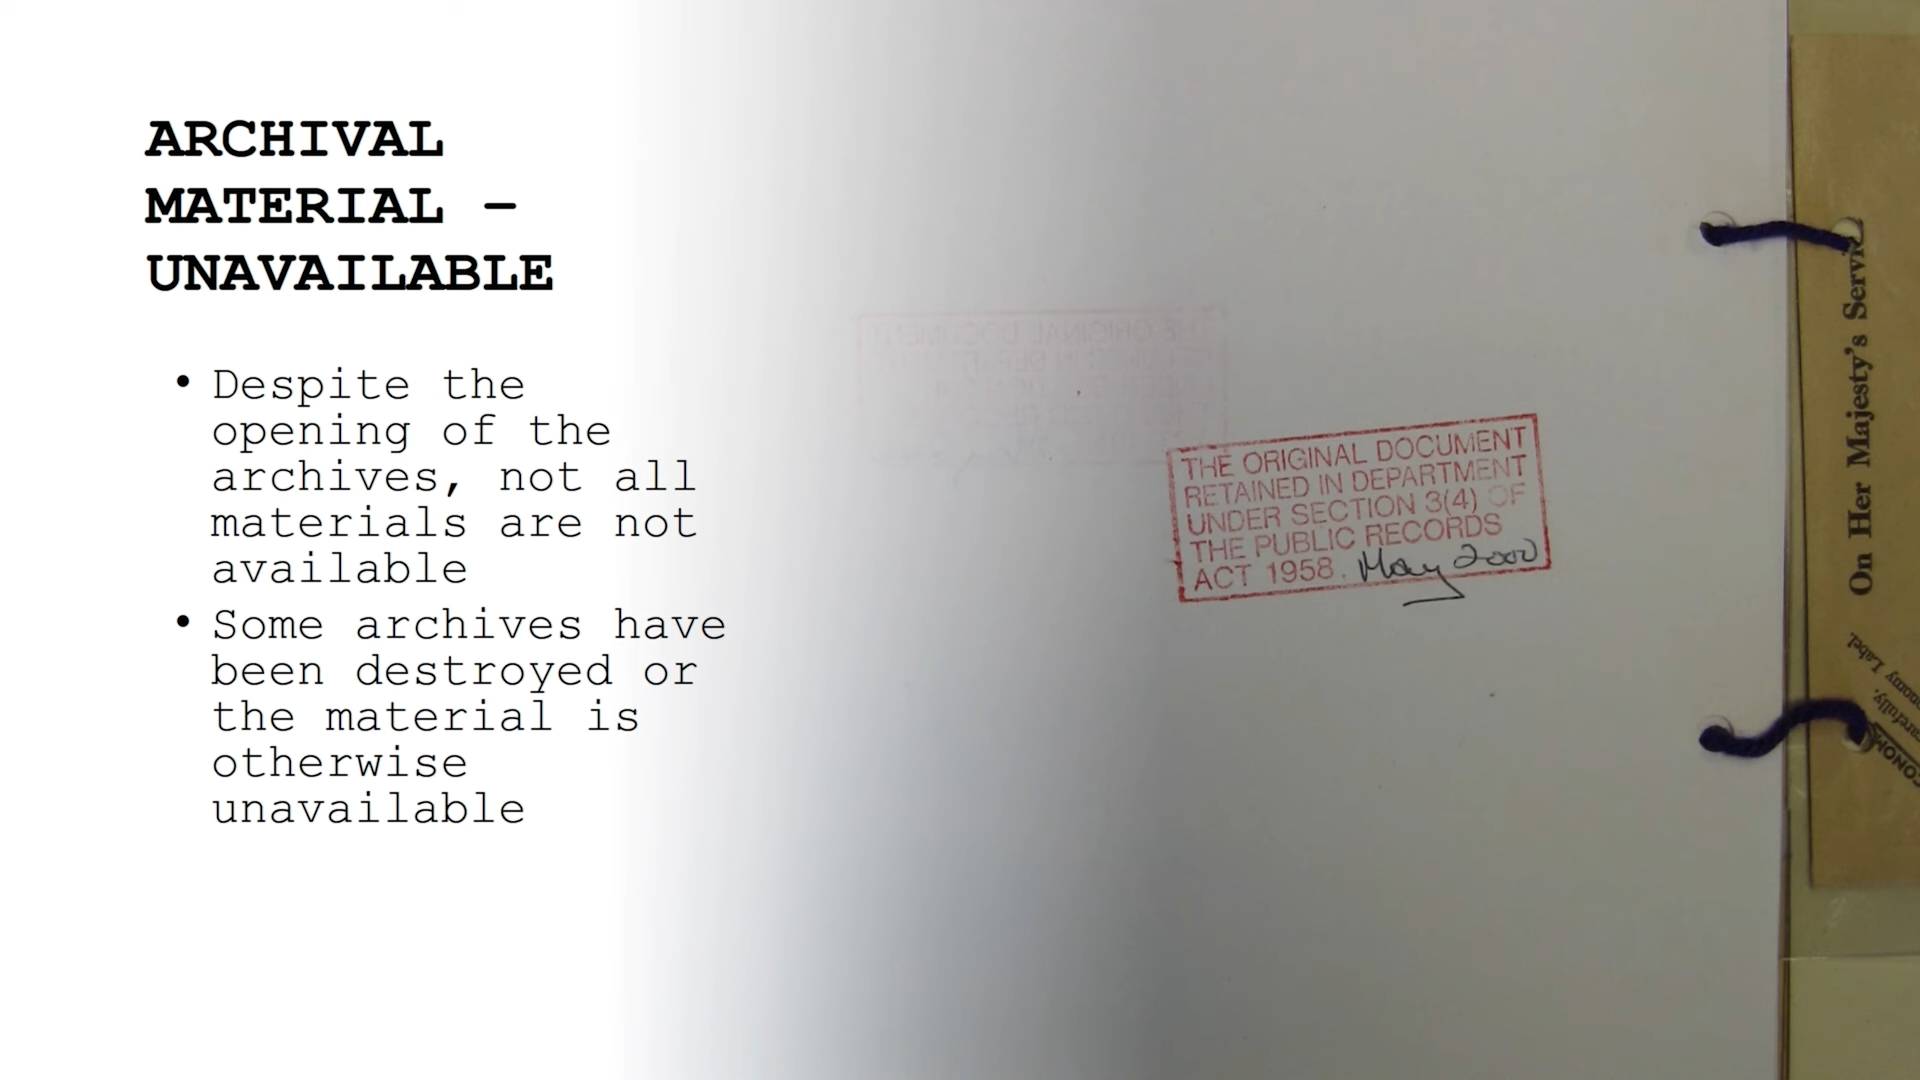 ARCHIVAL
MATERIAL –
UNAVAILABLE
• Despite the
opening of the
archives, not all
materials are not
available
• Some archives have
been destroyed or
the material is
otherwise
unavailable
THE ORIGINAL DOCUMENT
RETAINED IN DEPARTMENT
UNDER SECTION 3(4) OF
THE PUBLIC RECORDS
ACT 1958. May 2000
On Her Majesty's
Label
carefully.